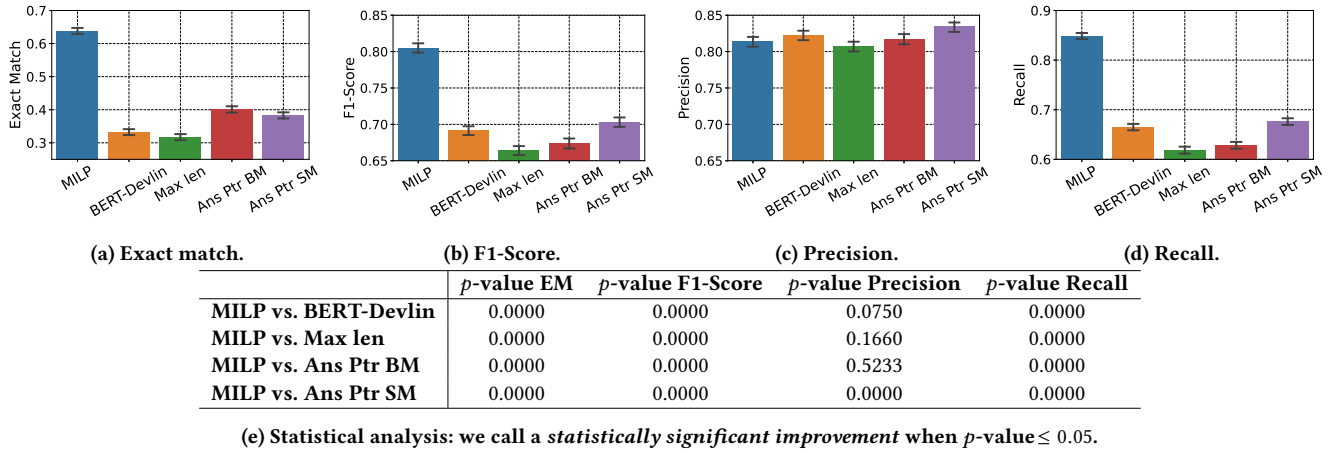 Exact Match
0.7
0.6
0.5
0.4
0.3
MILP
BERT-Devlin
Max len
Ans Ptr BM
Ans Ptr SM
(a) Exact match.
F1-Score
0.85
0.80
0.75
0.70
0.65
MILP
BERT-Devlin
Max len
Ans Ptr BM
Ans Ptr SM
(b) F1-Score.
Precision
0.85
0.80
0.75
0.70
0.65
MILP
BERT-Devlin
Max len
Ans Ptr BM
Ans Ptr SM
(c) Precision.
Recall
0.9
0.8
0.7
0.6
MILP
BERT-Devlin
Max len
Ans Ptr BM
Ans Ptr SM
(d) Recall.
p-value EM p-value F1-Score p-value Precision p-value Recall
MILP vs. BERT-Devlin 0.0000 0.0000 0.0750 0.0000
MILP vs. Max len 0.0000 0.0000 0.1660 0.0000
MILP vs. Ans Ptr BM 0.0000 0.0000 0.5233 0.0000
MILP vs. Ans Ptr SM 0.0000 0.0000 0.0000 0.0000
(e) Statistical analysis: we call a statistically significant improvement when p-value≤ 0.05.